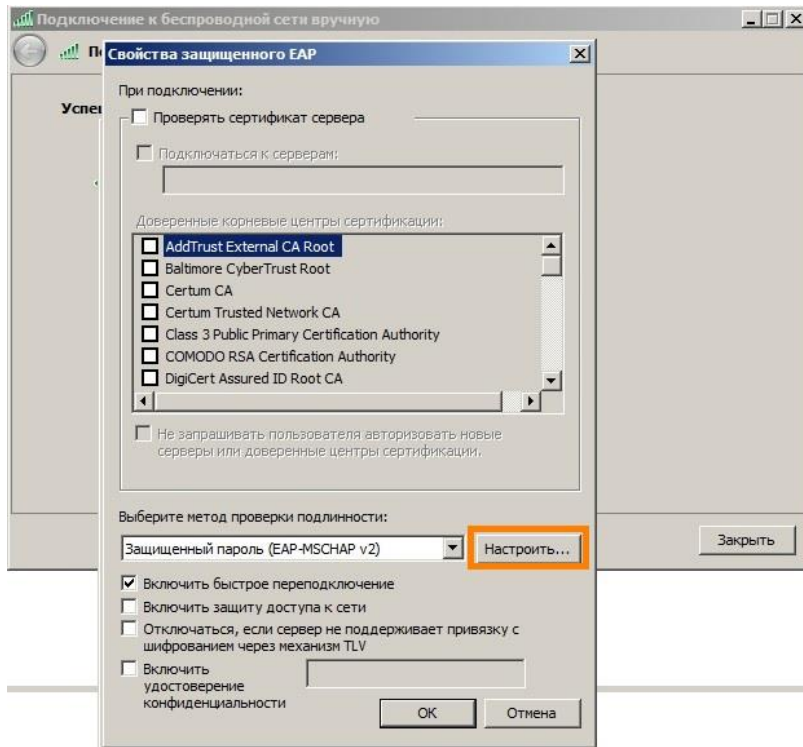 Подключение к беспроводной сети вручную
Свойства защищенного EAP
При подключении:
Проверять сертификат сервера
Подключаться к серверам:
Доверенные корневые центры сертификации:
AddTrust External CA Root
Baltimore CyberTrust Root
Certum CA
Certum Trusted Network CA
Class 3 Public Primary Certification Authority
COMODO RSA Certification Authority
DigiCert Assured ID Root CA
Не запрашивать пользователя авторизовать новые
серверы или доверенные центры сертификации.
Выберите метод проверки подлинности:
Защищенный пароль (EAP-MSCHAP v2)
Настроить...
Закрыть
Включить быстрое переподключение
Включить защиту доступа к сети
Отключаться, если сервер не поддерживает привязку с
шифрованием через механизм TLV
Включить
удостоверение
конфиденциальности
ОК
Отмена